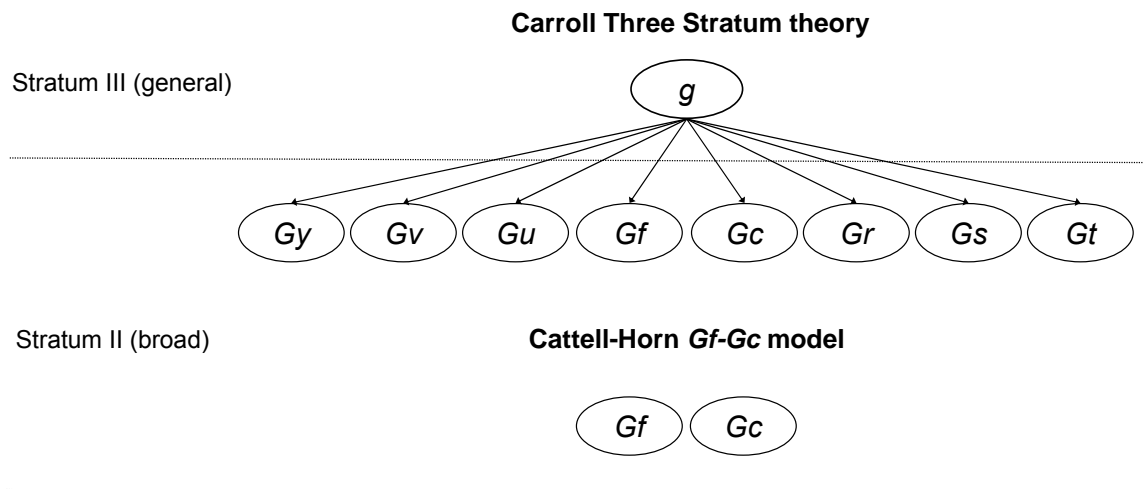 Carroll Three Stratum theory
Stratum III (general)
g
Gy Gv Gu Gf Gc Gr Gs Gt
Stratum II (broad)
Cattell-Horn Gf-Gc model
Gf Gc